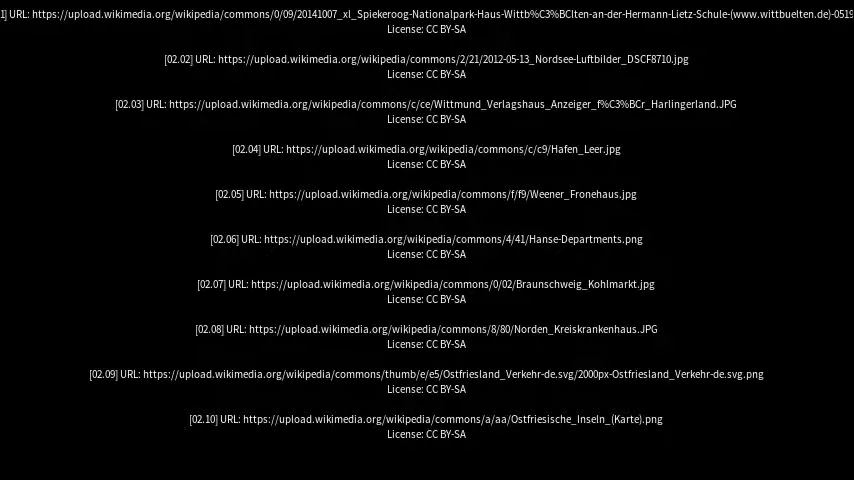 1] URL: https://upload.wikimedia.org/wikipedia/commons/0/09/20141007_xl_Spiekeroog-Nationalpark-Haus-Wittb%C3%BClten-an-der-Hermann-Lietz-Schule-(www.wittbuelten.de)-0519
License: CC BY-SA
[02.02] URL: https://upload.wikimedia.org/wikipedia/commons/2/21/2012-05-13_Nordsee-Luftbilder_DSCF8710.jpg
License: CC BY-SA
[02.03] URL: https://upload.wikimedia.org/wikipedia/commons/c/ce/Wittmund_Verlagshaus_Anzeiger_f%C3%BCr_Harlingerland.JPG
License: CC BY-SA
[02.04] URL: https://upload.wikimedia.org/wikipedia/commons/c/c9/Hafen_Leer.jpg
License: CC BY-SA
[02.05] URL: https://upload.wikimedia.org/wikipedia/commons/f/f9/Weener_Fronehaus.jpg
License: CC BY-SA
[02.06] URL: https://upload.wikimedia.org/wikipedia/commons/4/41/Hanse-Departments.png
License: CC BY-SA
[02.07] URL: https://upload.wikimedia.org/wikipedia/commons/0/02/Braunschweig_Kohlmarkt.jpg
License: CC BY-SA
[02.08] URL: https://upload.wikimedia.org/wikipedia/commons/8/80/Norden_Kreiskrankenhaus.JPG
License: CC BY-SA
[02.09] URL: https://upload.wikimedia.org/wikipedia/commons/thumb/e/e5/Ostfriesland_Verkehr-de.svg/2000px-Ostfriesland_Verkehr-de.svg.png
License: CC BY-SA
[02.10] URL: https://upload.wikimedia.org/wikipedia/commons/a/aa/Ostfriesische_Inseln_(Karte).png
License: CC BY-SA